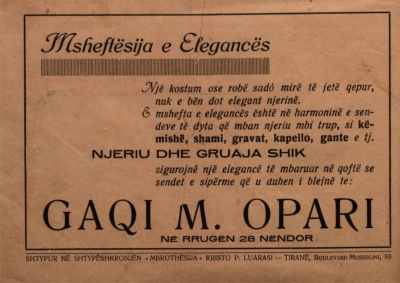 Msheftësija e Elegancës
Një kostum ose robë sadó mirë të jetë qepur,
nuk e bën dot elegant njerinë.
E mshefta e elegancës është në harmoninë e sen-
deve të dyta që mban njeriu mbi trup, si kë-
mishë, shami, gravat, kapello, gante e tj.
NJERIU DHE GRUAJA SHIK
sigurojnë një elegancë të mbaruar në qoftë se
sendet e sipërme që u duhen i blejnë te:
GAQI M. OPARI
NË RRUGËN 28 NËNDOR
SHTYPUR NË SHTYPËSHKRONJËN «MBROTHËSIJA» KRISTO P. LUARASI — TIRANË, BOULEVARD MUSSOLINI, 93